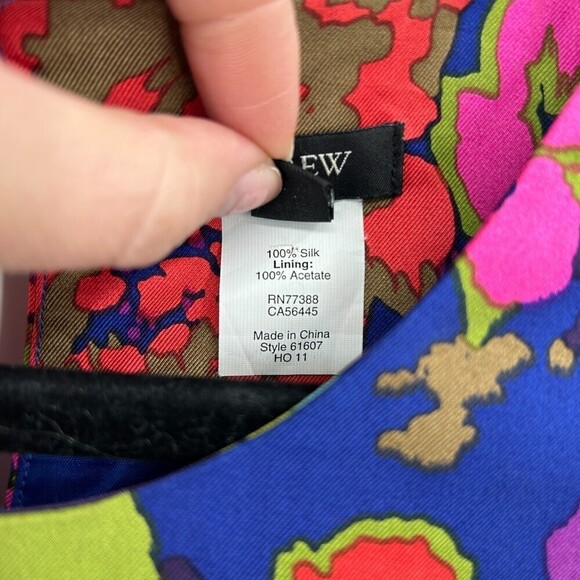 EW
100% Silk
Lining:
100% Acetate
RN77388
CA56445
Made in China
Style 61607
HO 11